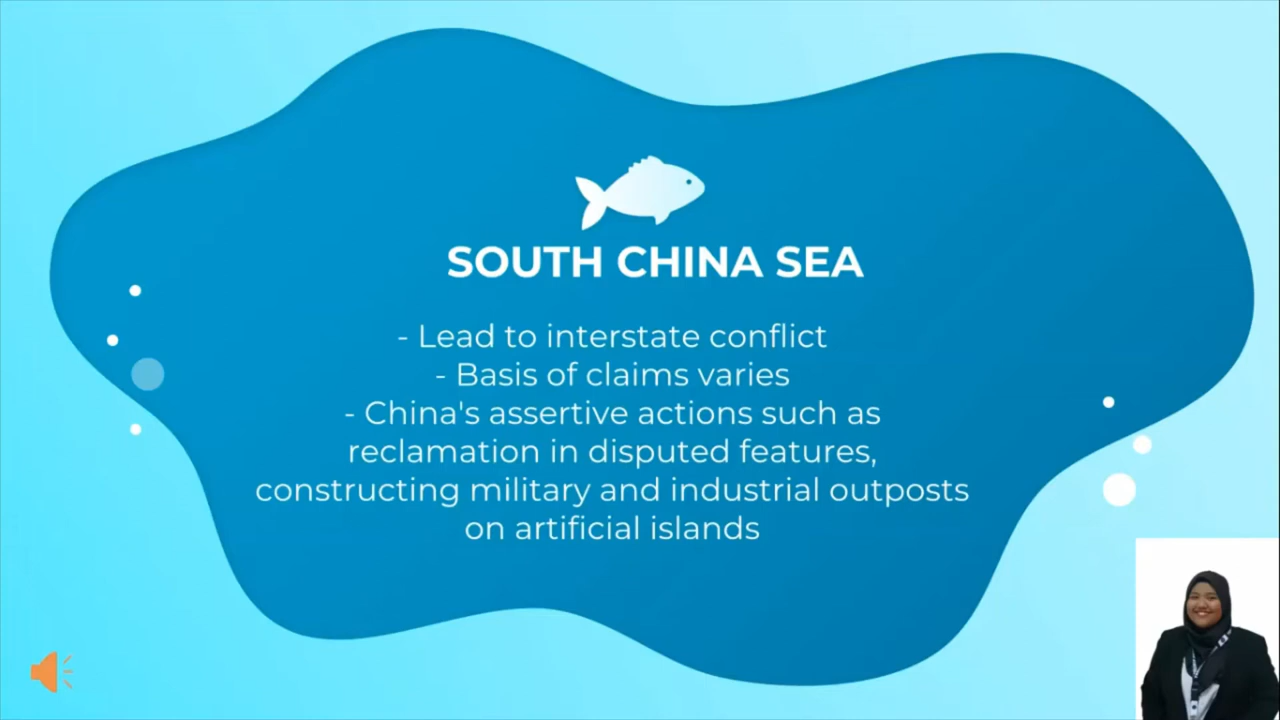 SOUTH CHINA SEA
- Lead to interstate conflict
- Basis of claims varies
- China's assertive actions such as
reclamation in disputed features,
constructing military and industrial outposts
on artificial islands